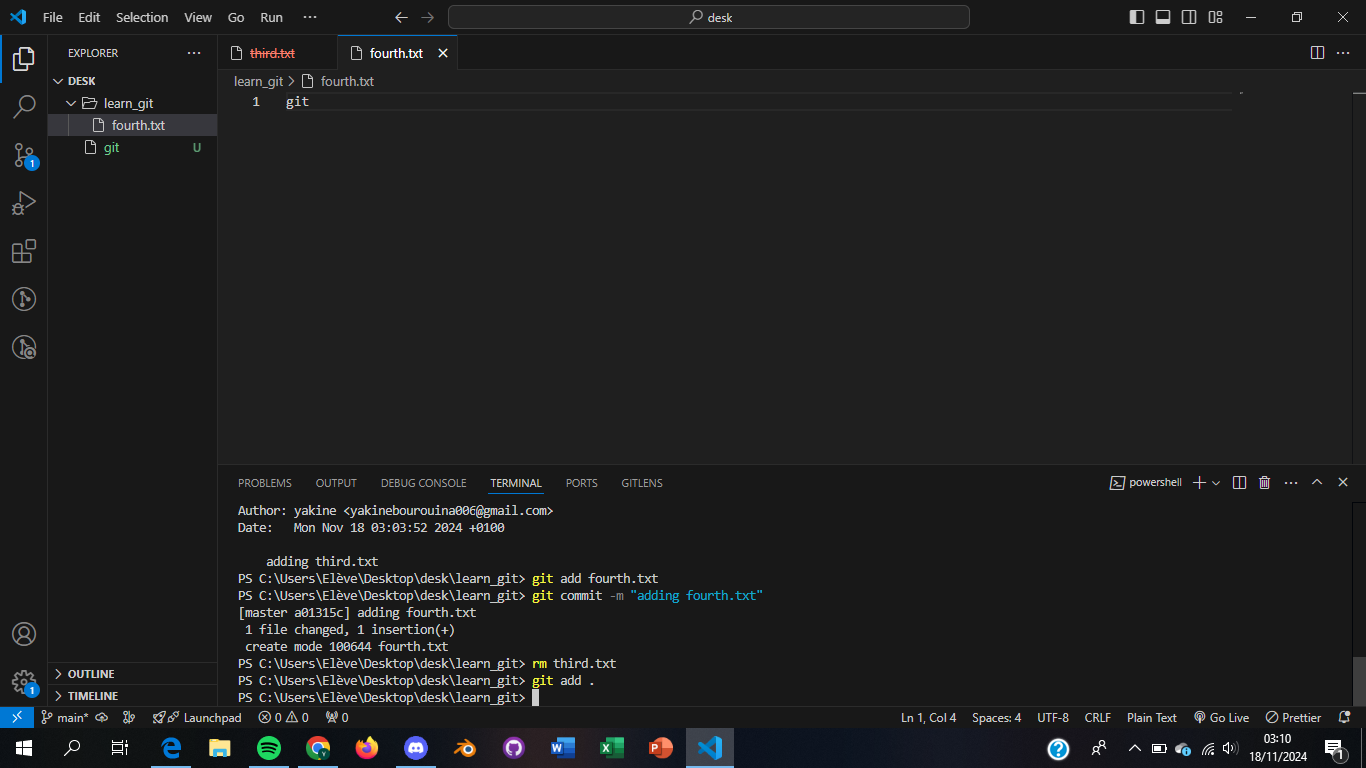 File Edit Selection View Go Run ··· desk
EXPLORER ···
third.txt fourth.txt
DESK
learn_git > fourth.txt
learn_git
1 git
fourth.txt
git U
1
PROBLEMS OUTPUT DEBUG CONSOLE TERMINAL PORTS GITLENS powershell
Author: yakine <yakinebourouina006@gmail.com>
Date:   Mon Nov 18 03:03:52 2024 +0100
    adding third.txt
PS C:\Users\Elève\Desktop\desk\learn_git> git add fourth.txt
PS C:\Users\Elève\Desktop\desk\learn_git> git commit -m "adding fourth.txt"
[master a01315c] adding fourth.txt
 1 file changed, 1 insertion(+)
 create mode 100644 fourth.txt
PS C:\Users\Elève\Desktop\desk\learn_git> rm third.txt
PS C:\Users\Elève\Desktop\desk\learn_git> git add .
PS C:\Users\Elève\Desktop\desk\learn_git>
OUTLINE
1
TIMELINE
main* Launchpad 0 0 0 Ln 1, Col 4 Spaces: 4 UTF-8 CRLF Plain Text Go Live Prettier
03:10
18/11/2024
1